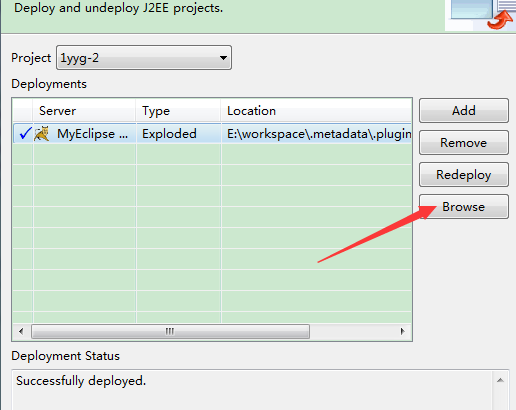 Deploy and undeploy J2EE projects.
Project 1yyg-2
Deployments
Server Type Location
MyEclipse ... Exploded E:\workspace\.metadata\.plugin
Add
Remove
Redeploy
Browse
Deployment Status
Successfully deployed.